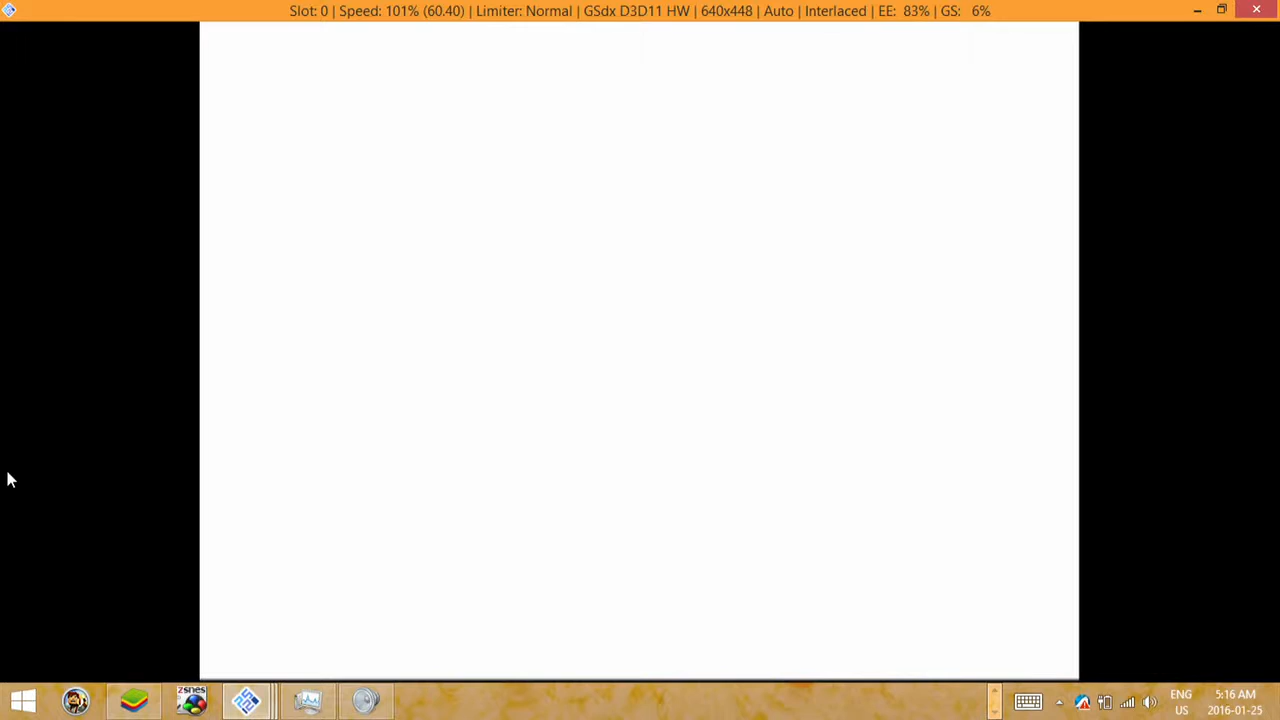 Slot: 0 | Speed: 101% (60.40) | Limiter: Normal | GSdx D3D11 HW | 640x448 | Auto | Interlaced | EE: 83% | GS: 6%
ZSNES
ENG
US
5:16 AM
2016-01-25